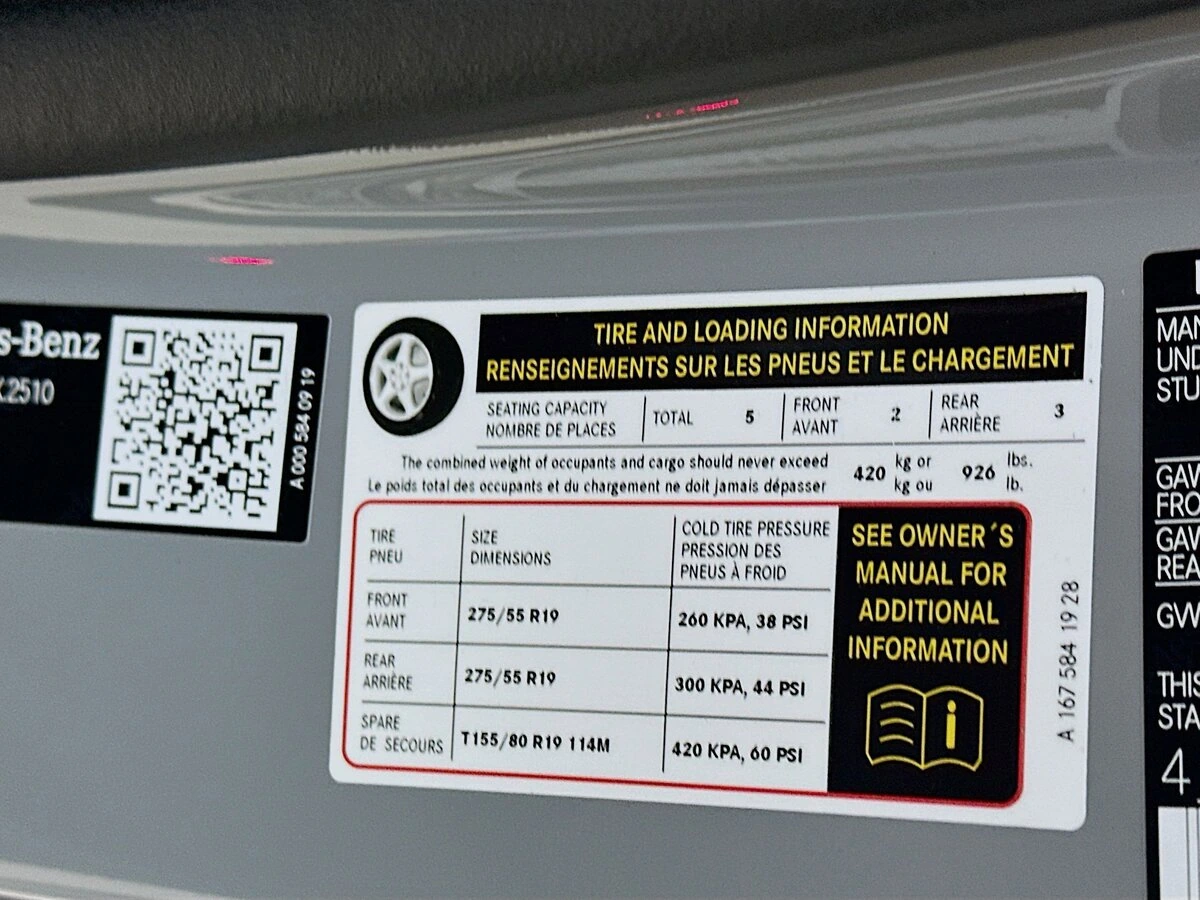 s-Benz
2510
A 000 584 09 19
TIRE AND LOADING INFORMATION
RENSEIGNEMENTS SUR LES PNEUS ET LE CHARGEMENT
SEATING CAPACITY
NOMBRE DE PLACES
TOTAL 5
FRONT
AVANT
2
REAR
ARRIÈRE
3
The combined weight of occupants and cargo should never exceed
Le poids total des occupants et du chargement ne doit jamais dépasser
420
kg or
kg ou
926
lbs.
lb.
TIRE
PNEU
SIZE
DIMENSIONS
COLD TIRE PRESSURE
PRESSION DES
PNEUS À FROID
FRONT
AVANT
275/55 R19
260 KPA, 38 PSI
REAR
ARRIÈRE
275/55 R19
300 KPA, 44 PSI
SPARE
DE SECOURS
T155/80 R19 114M
420 KPA, 60 PSI
SEE OWNER´S
MANUAL FOR
ADDITIONAL
INFORMATION
A 167 584 19 28
MAN
UND
STU
GAW
FRO
GAW
REA
GW
THIS
STA
4